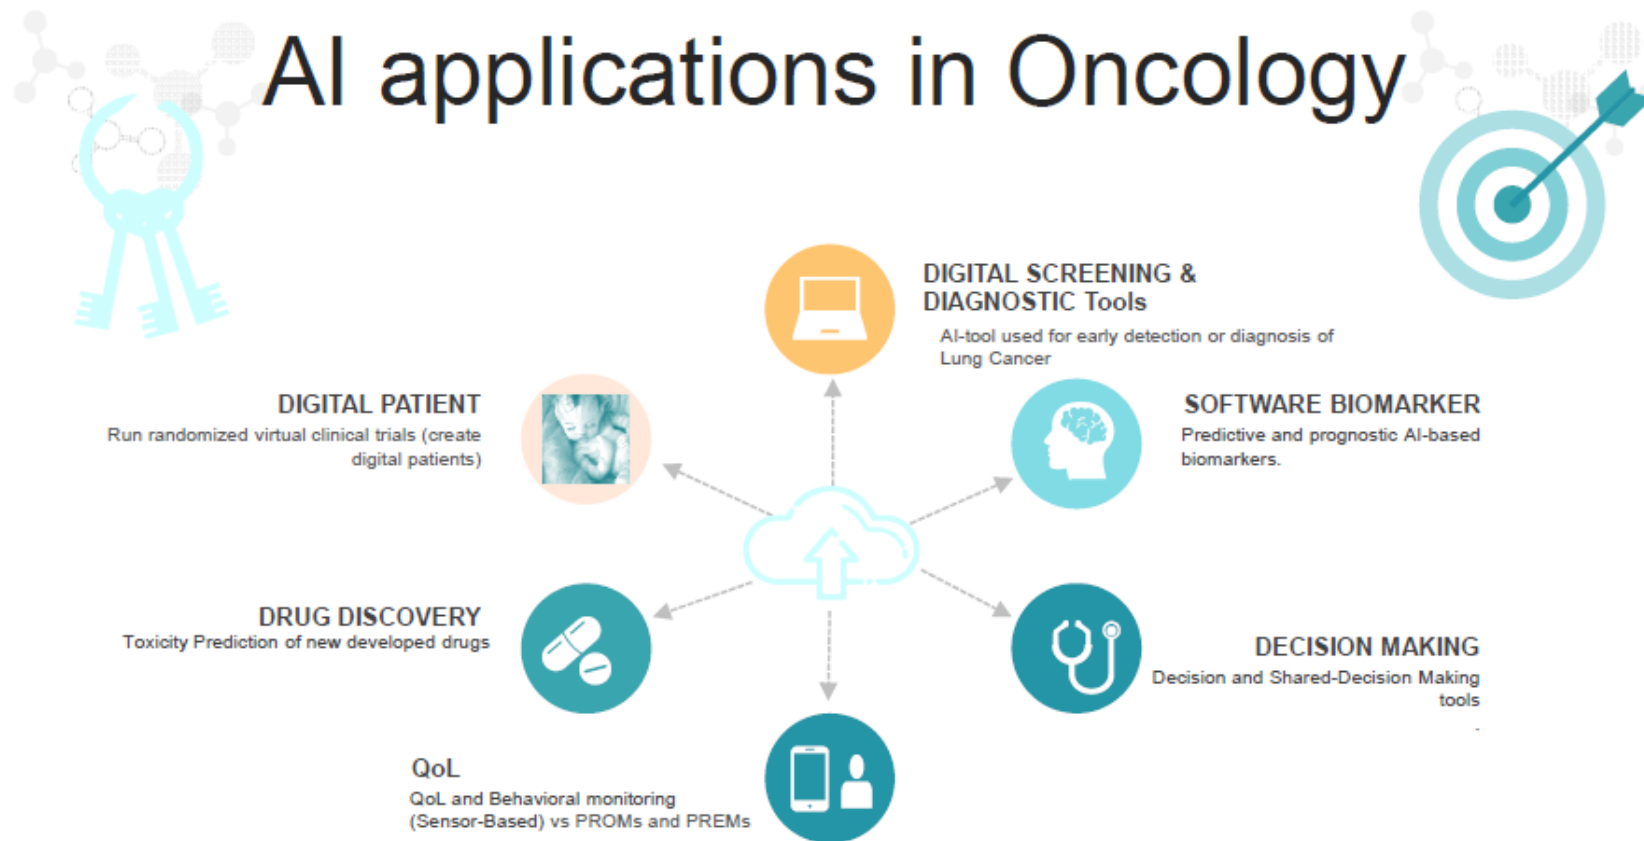 AI applications in Oncology
DIGITAL SCREENING &
DIAGNOSTIC Tools
AI-tool used for early detection or diagnosis of
Lung Cancer
DIGITAL PATIENT
Run randomized virtual clinical trials (create
digital patients)
SOFTWARE BIOMARKER
Predictive and prognostic AI-based
biomarkers.
DRUG DISCOVERY
Toxicity Prediction of new developed drugs
DECISION MAKING
Decision and Shared-Decision Making
tools
-
QoL
QoL and Behavioral monitoring
(Sensor-Based) vs PROMs and PREMs